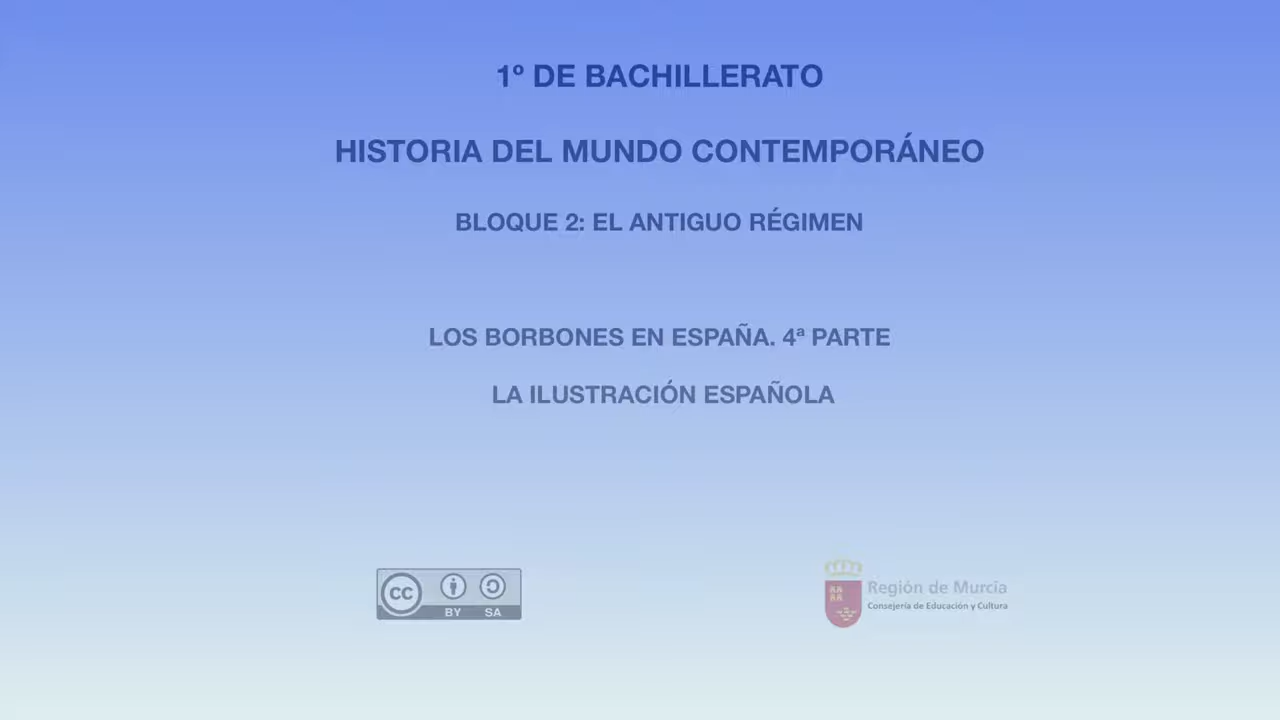 1º DE BACHILLERATO
HISTORIA DEL MUNDO CONTEMPORÁNEO
BLOQUE 2: EL ANTIGUO RÉGIMEN
LOS BORBONES EN ESPAÑA. 4ª PARTE
LA ILUSTRACIÓN ESPAÑOLA
CC
BY SA
Región de Murcia
Consejería de Educación y Cultura